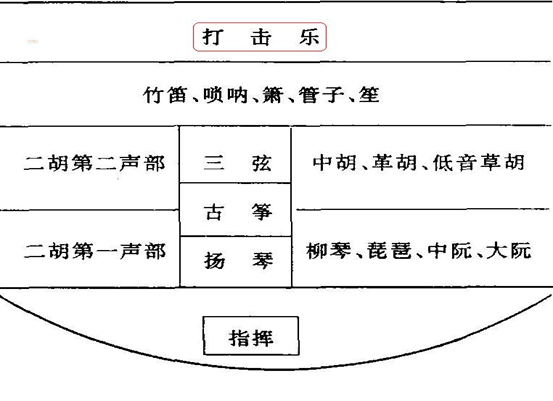 打击乐
竹笛、唢呐、箫、管子、笙
二胡第二声部 三弦 中胡、革胡、低音草胡
古筝
二胡第一声部 扬琴 柳琴、琵琶、中阮、大阮
指挥